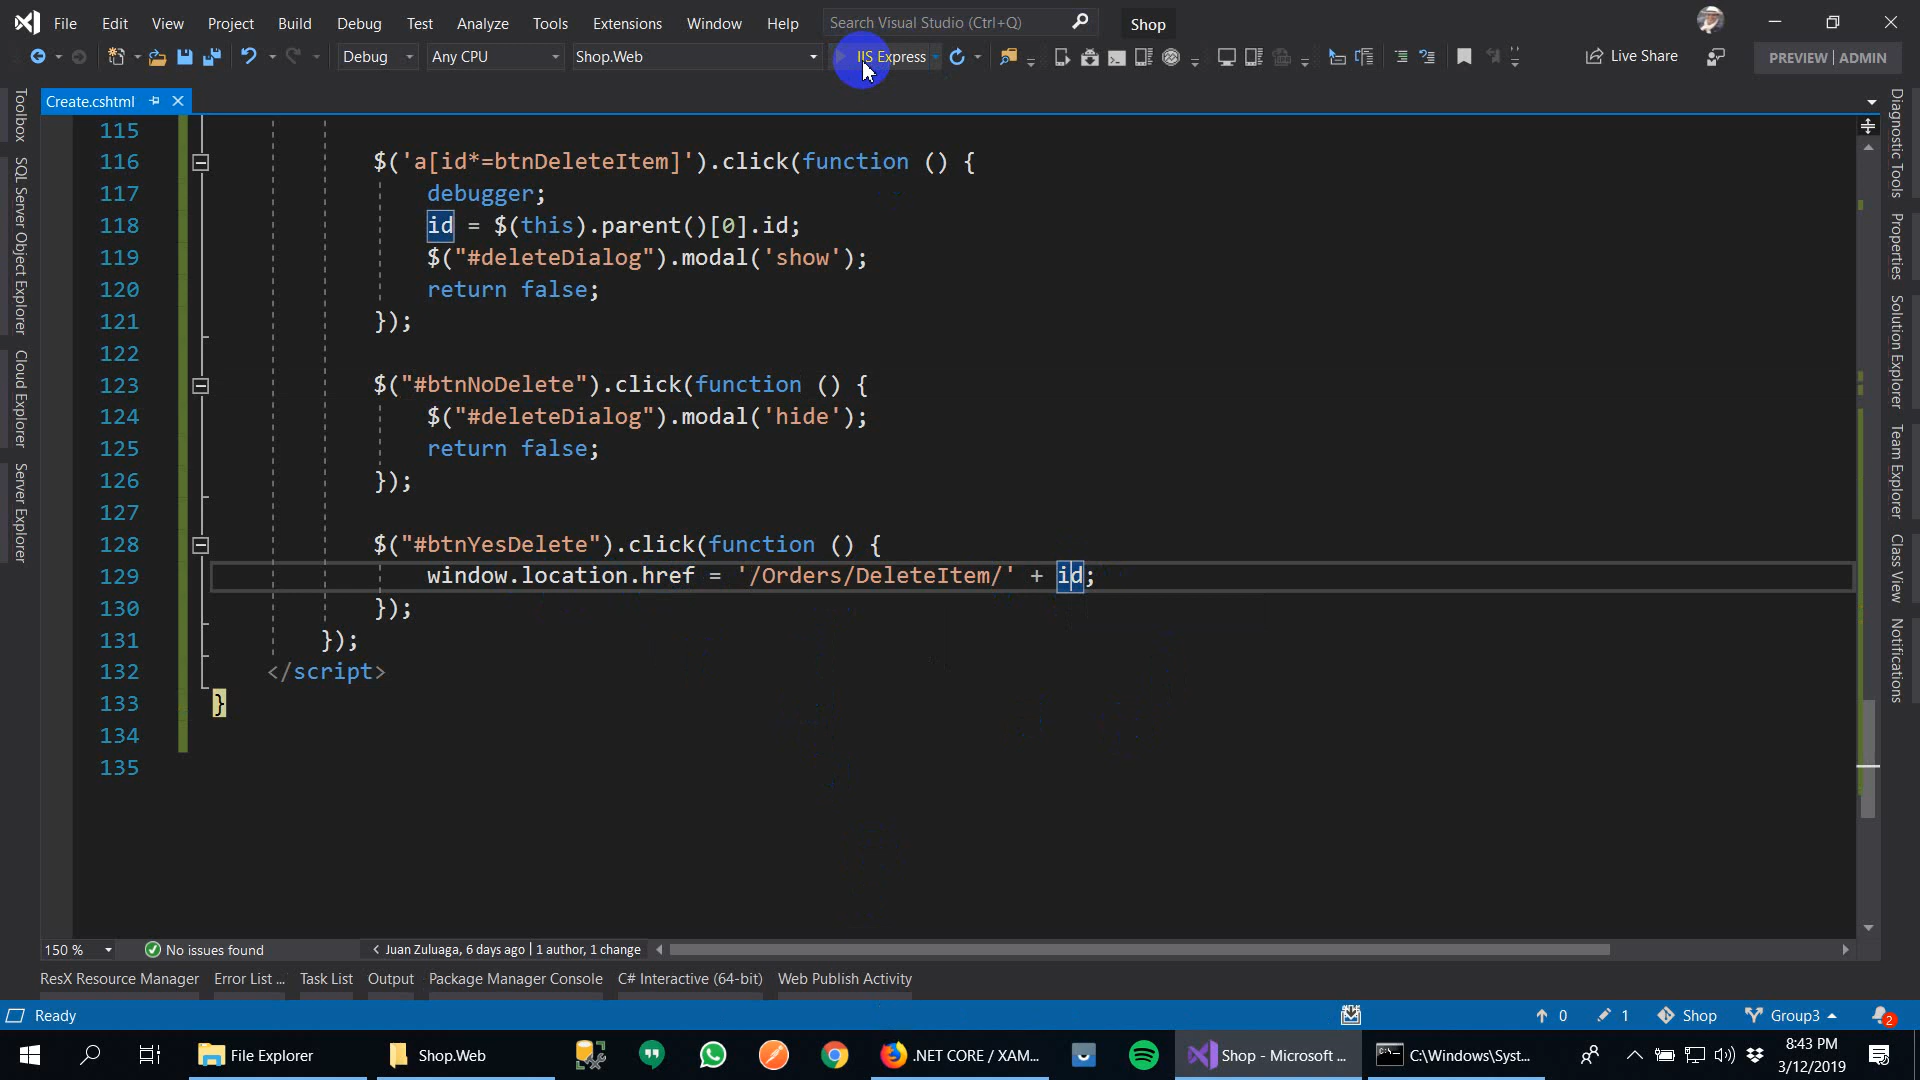 File Edit View Project Build Debug Test Analyze Tools Extensions Window Help Search Visual Studio (Ctrl+Q) Shop
Debug Any CPU Shop.Web IIS Express Live Share PREVIEW | ADMIN
Create.cshtml
Toolbox
SQL Server Object Explorer
Cloud Explorer
Server Explorer
115
116 $('a[id*=btnDeleteItem]').click(function () {
117 debugger;
118 id = $(this).parent()[0].id;
119 $("#deleteDialog").modal('show');
120 return false;
121 });
122
123 $("#btnNoDelete").click(function () {
124 $("#deleteDialog").modal('hide');
125 return false;
126 });
127
128 $("#btnYesDelete").click(function () {
129 window.location.href = '/Orders/DeleteItem/' + id;
130 });
131 });
132 </script>
133 }
134
135
Diagnostic Tools
Properties
Solution Explorer
Team Explorer
Class View
Notifications
150 % No issues found < Juan Zuluaga, 6 days ago | 1 author, 1 change
ResX Resource Manager Error List ... Task List Output Package Manager Console C# Interactive (64-bit) Web Publish Activity
Ready 0 1 Shop Group3 2
File Explorer Shop.Web .NET CORE / XAM... Shop - Microsoft ... C:\Windows\Syst...
8:43 PM
3/12/2019